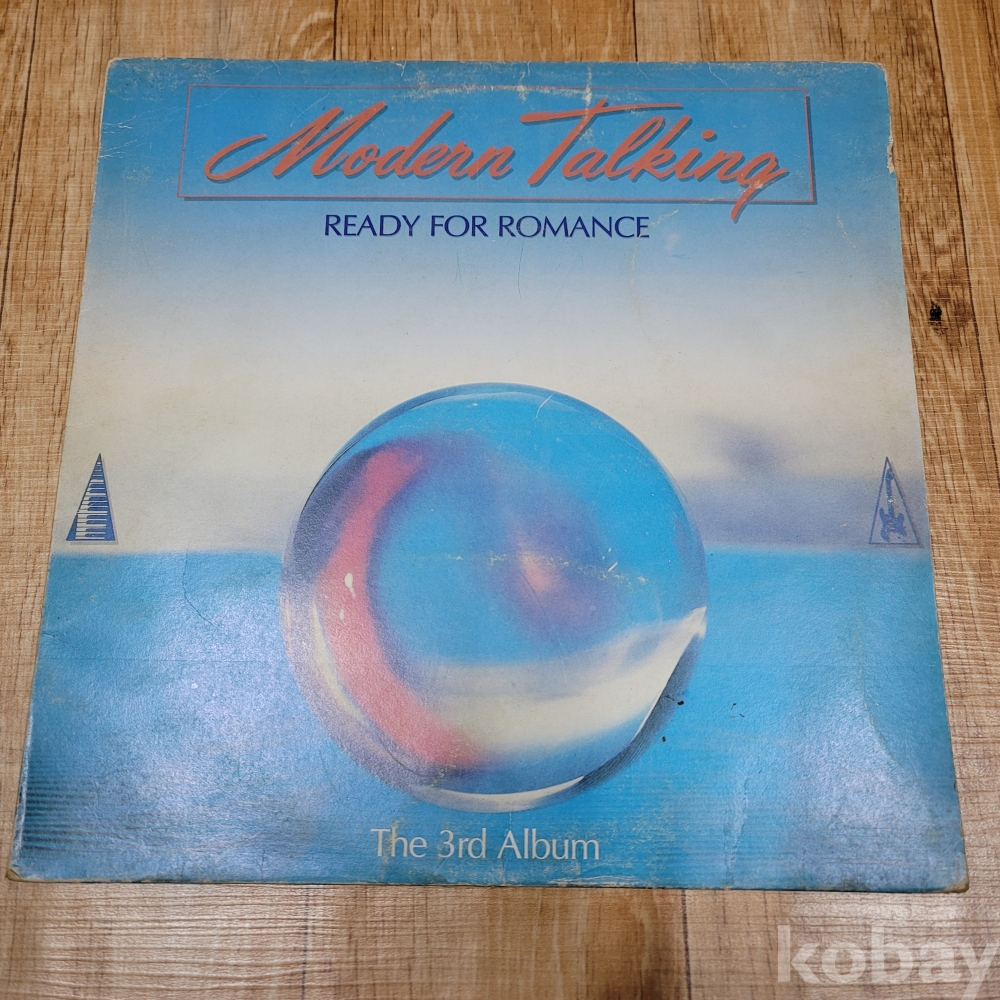 Modern Talking
READY FOR ROMANCE
The 3rd Album
kobay